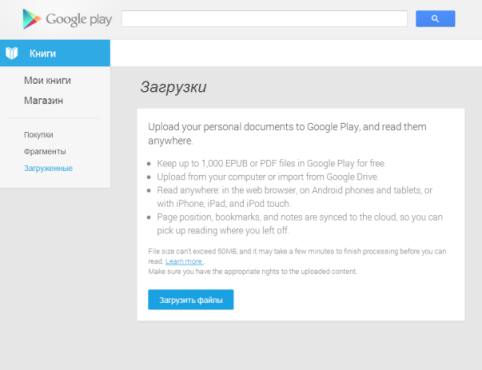 Google play
Книги
Мои книги
Магазин
Покупки
Фрагменты
Загруженные
Загрузки
Upload your personal documents to Google Play, and read them
anywhere.
Keep up to 1,000 EPUB or PDF files in Google Play for free.
Upload from your computer or import from Google Drive.
Read anywhere: in the web browser, on Android phones and tablets, or
with iPhone, iPad, and iPod touch.
Page position, bookmarks, and notes are synced to the cloud, so you can
pick up reading where you left off.
File size can't exceed 50MB, and it may take a few minutes to finish processing before you can
read. Learn more.
Make sure you have the appropriate rights to the uploaded content.
Загрузить файлы